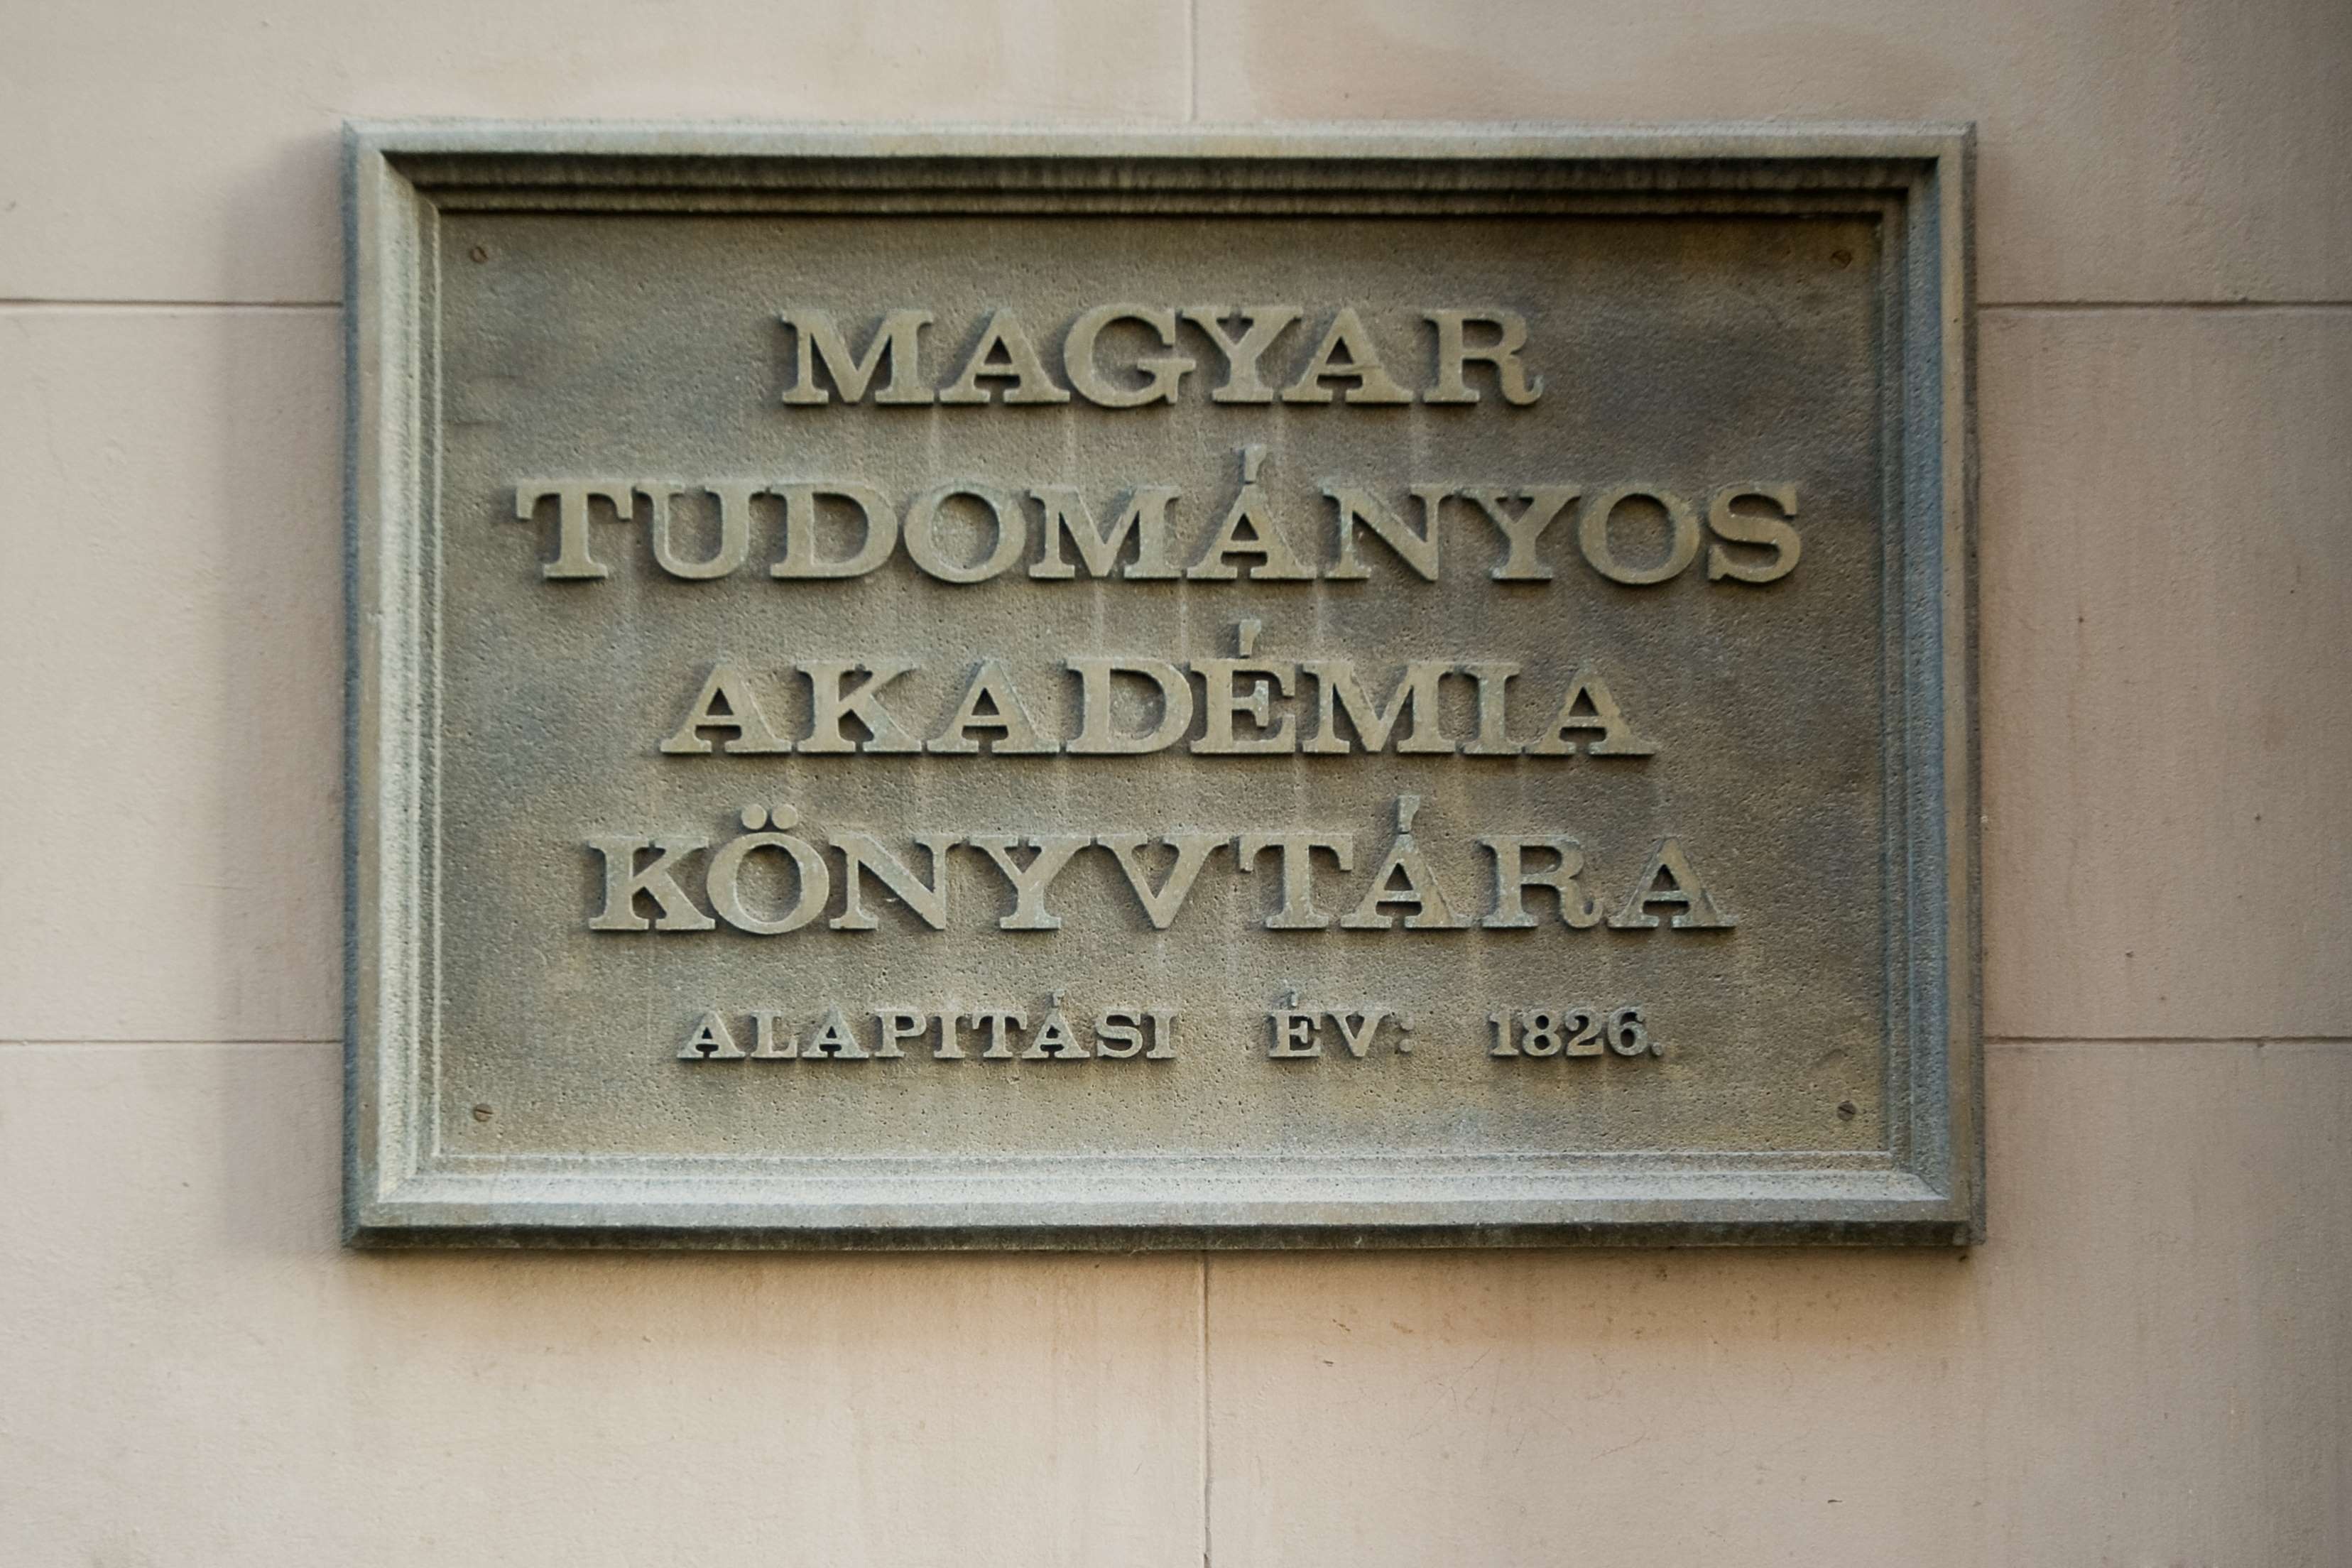 MAGYAR
TUDOMÁNYOS
AKADÉMIA
KÖNYVTÁRA
ALAPITÁSI ÉV: 1826.